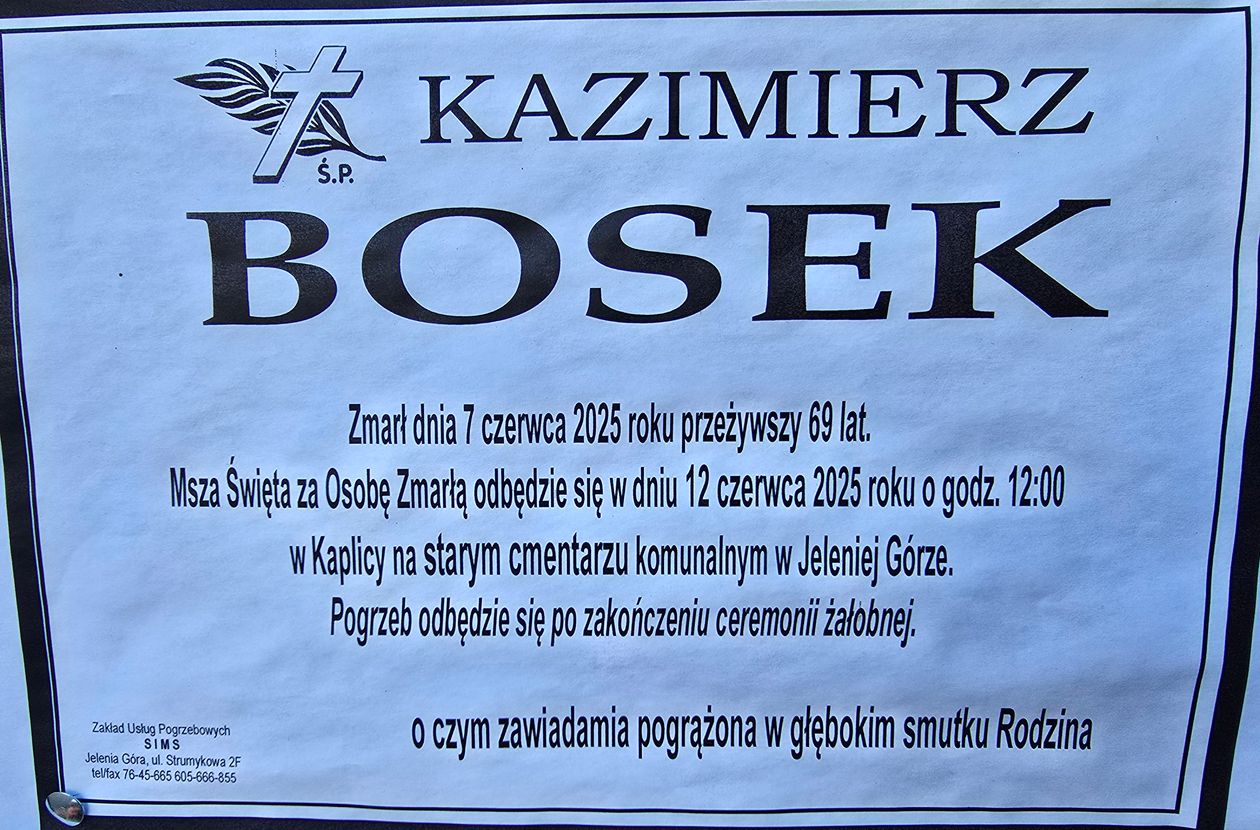 Ś.P.
KAZIMIERZ
BOSEK
Zmarł dnia 7 czerwca 2025 roku przeżywszy 69 lat.
Msza Święta za Osobę Zmarłą odbędzie się w dniu 12 czerwca 2025 roku o godz. 12:00
w Kaplicy na starym cmentarzu komunalnym w Jeleniej Górze.
Pogrzeb odbędzie się po zakończeniu ceremonii żałobnej.
o czym zawiadamia pogrążona w głębokim smutku Rodzina
Zakład Usług Pogrzebowych
SIMS
Jelenia Góra, ul. Strumykowa 2F
tel/fax 76-45-665 605-666-855